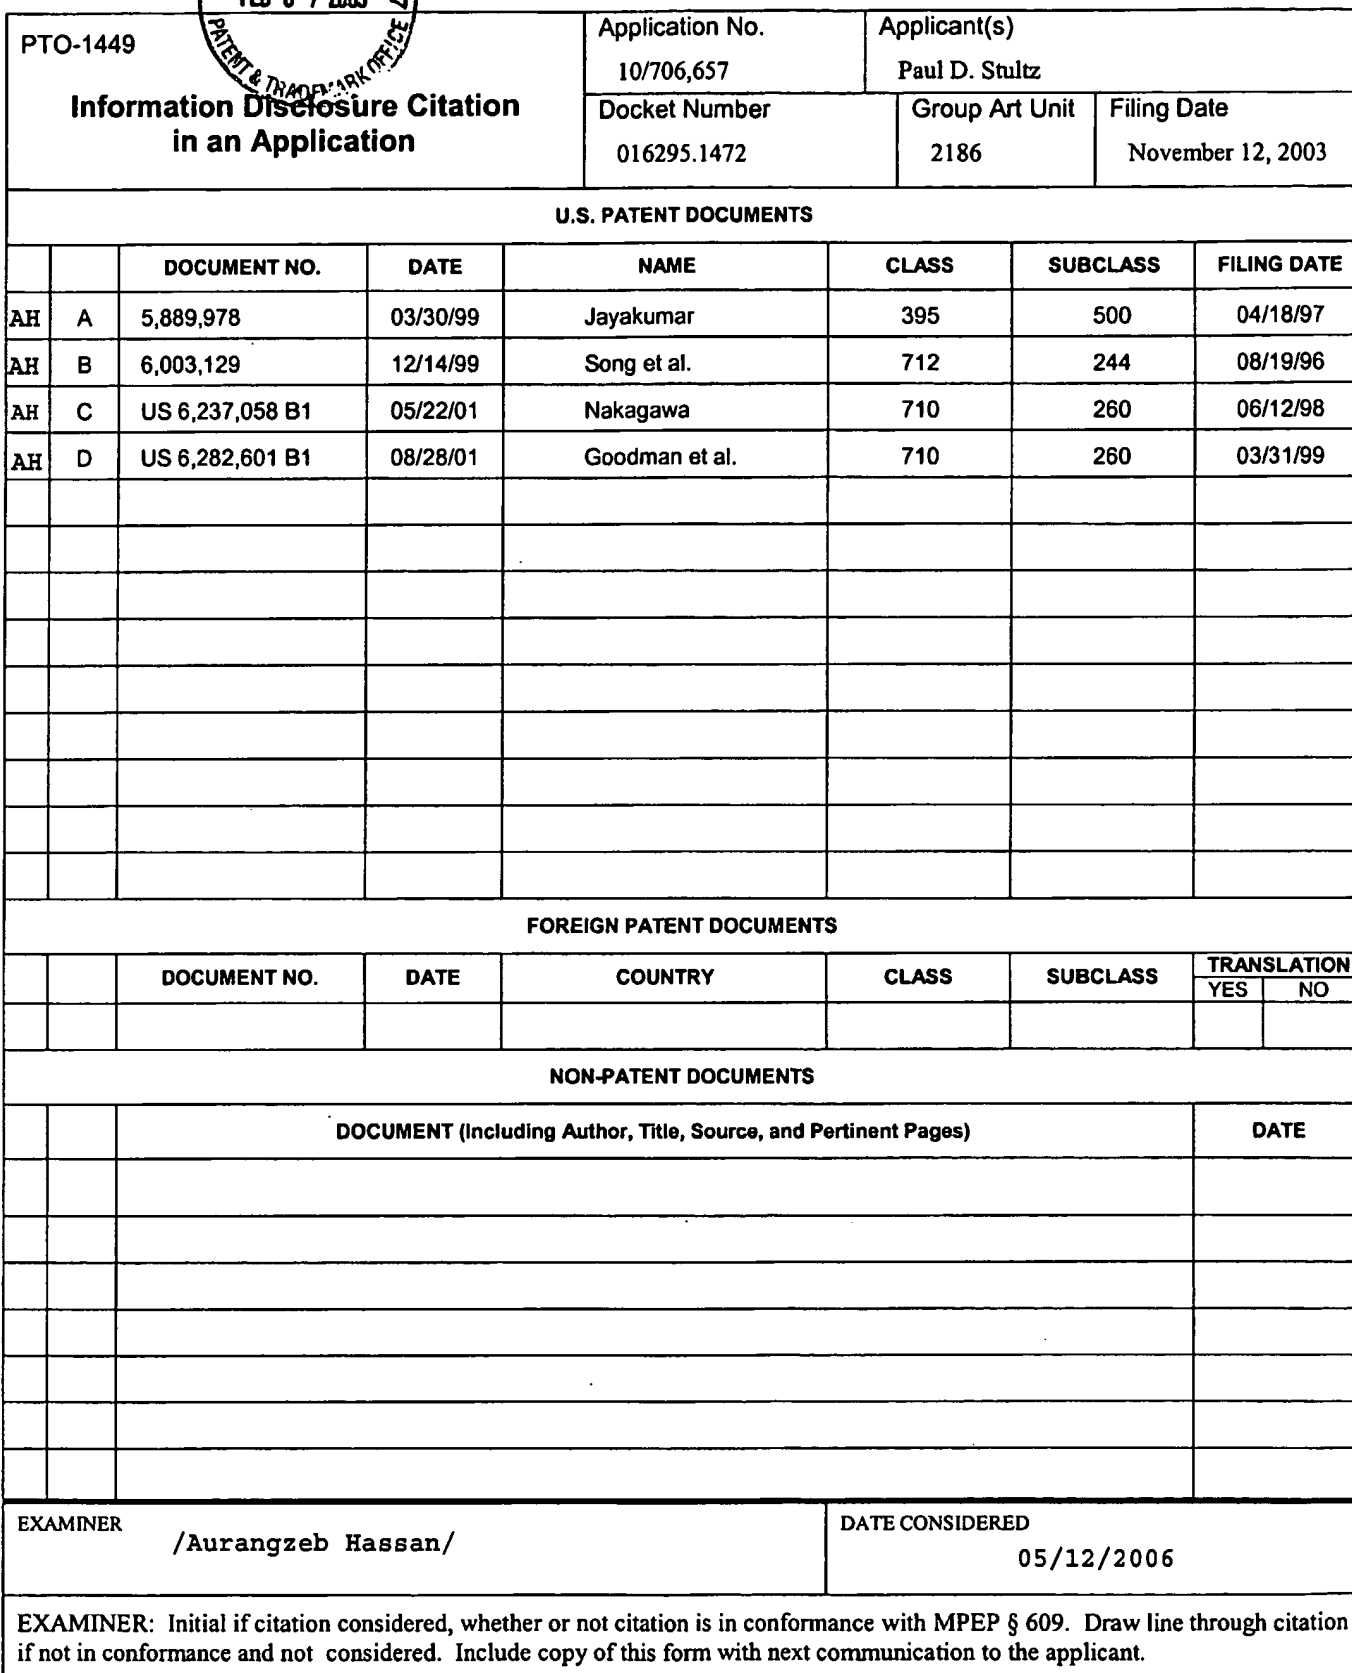 PTO-1449
PATENT & TRADEMARK OFFICE
Information Disclosure Citation
in an Application
Application No.
10/706,657
Applicant(s)
Paul D. Stultz
Docket Number
016295.1472
Group Art Unit
2186
Filing Date
November 12, 2003
U.S. PATENT DOCUMENTS
DOCUMENT NO. DATE NAME CLASS SUBCLASS FILING DATE
AH A 5,889,978 03/30/99 Jayakumar 395 500 04/18/97
AH B 6,003,129 12/14/99 Song et al. 712 244 08/19/96
AH C US 6,237,058 B1 05/22/01 Nakagawa 710 260 06/12/98
AH D US 6,282,601 B1 08/28/01 Goodman et al. 710 260 03/31/99
FOREIGN PATENT DOCUMENTS
DOCUMENT NO. DATE COUNTRY CLASS SUBCLASS TRANSLATION
YES NO
NON-PATENT DOCUMENTS
DOCUMENT (Including Author, Title, Source, and Pertinent Pages) DATE
EXAMINER
/Aurangzeb Hassan/
DATE CONSIDERED
05/12/2006
EXAMINER: Initial if citation considered, whether or not citation is in conformance with MPEP § 609. Draw line through citation
if not in conformance and not considered. Include copy of this form with next communication to the applicant.